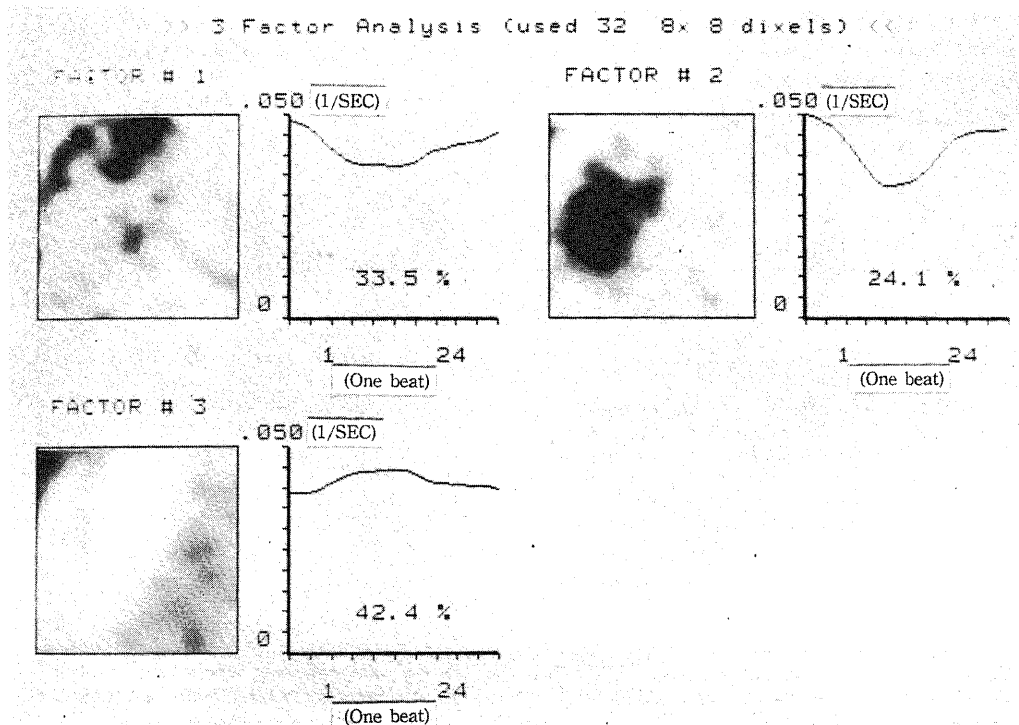 >> 3 Factor Analysis (used 32 8x 8 dixels) <<
FACTOR # 1
.050 (1/SEC)
33.5 %
0
1 24
(One beat)
FACTOR # 2
.050 (1/SEC)
24.1 %
0
1 24
(One beat)
FACTOR # 3
.050 (1/SEC)
42.4 %
0
1 24
(One beat)